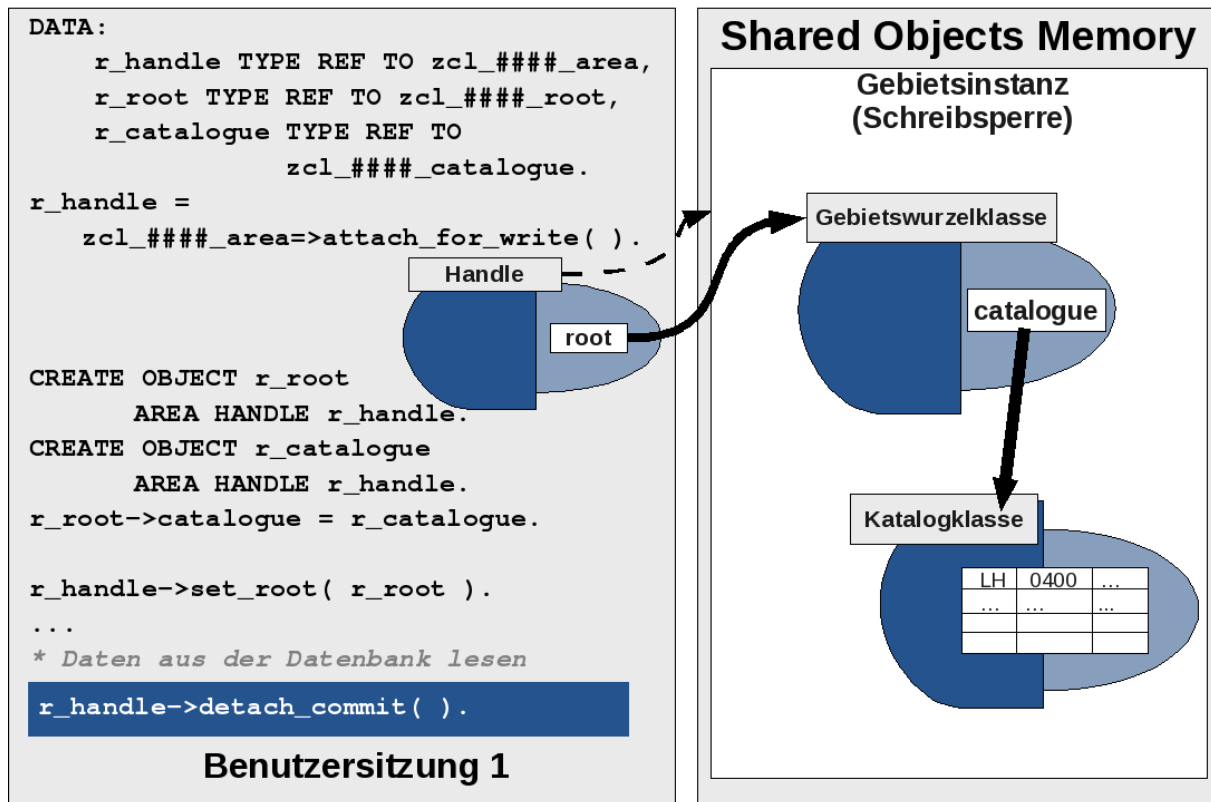 DATA:
r_handle TYPE REF TO zcl_####_area,
r_root TYPE REF TO zcl_####_root,
r_catalogue TYPE REF TO
zcl_####_catalogue.
r_handle =
zcl_####_area=>attach_for_write( ).
Handle
root
CREATE OBJECT r_root
AREA HANDLE r_handle.
CREATE OBJECT r_catalogue
AREA HANDLE r_handle.
r_root->catalogue = r_catalogue.
r_handle->set_root( r_root ).
...
* Daten aus der Datenbank lesen
r_handle->detach_commit( ).
Benutzersitzung 1
Shared Objects Memory
Gebietsinstanz
(Schreibsperre)
Gebietswurzelklasse
catalogue
Katalogklasse
LH 0400 ...
... ... ...